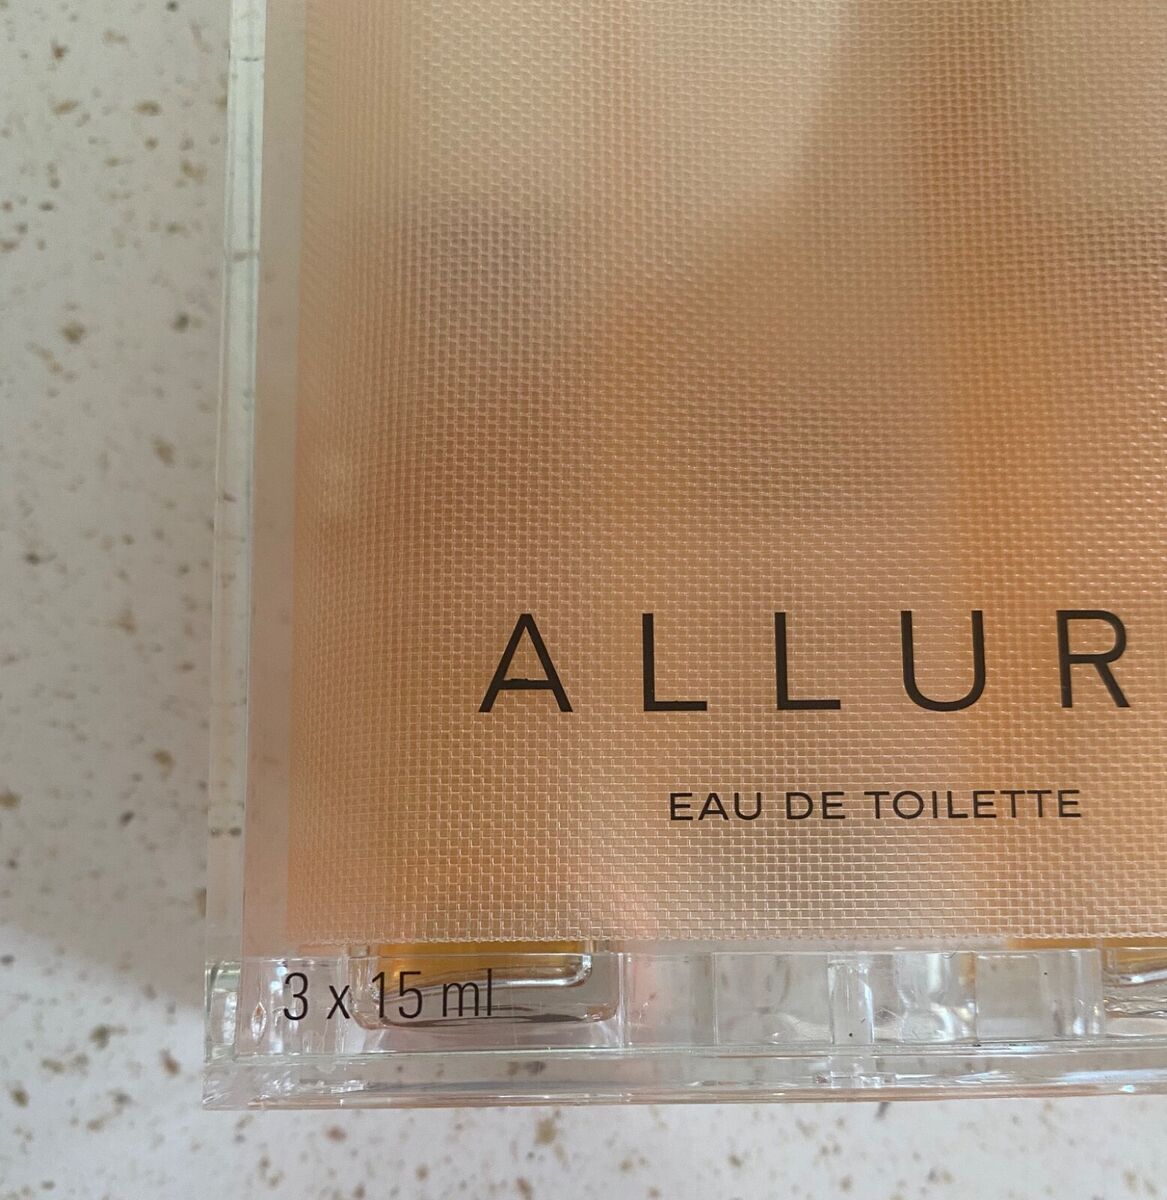 ALLUR
EAU DE TOILETTE
3 x 15 ml